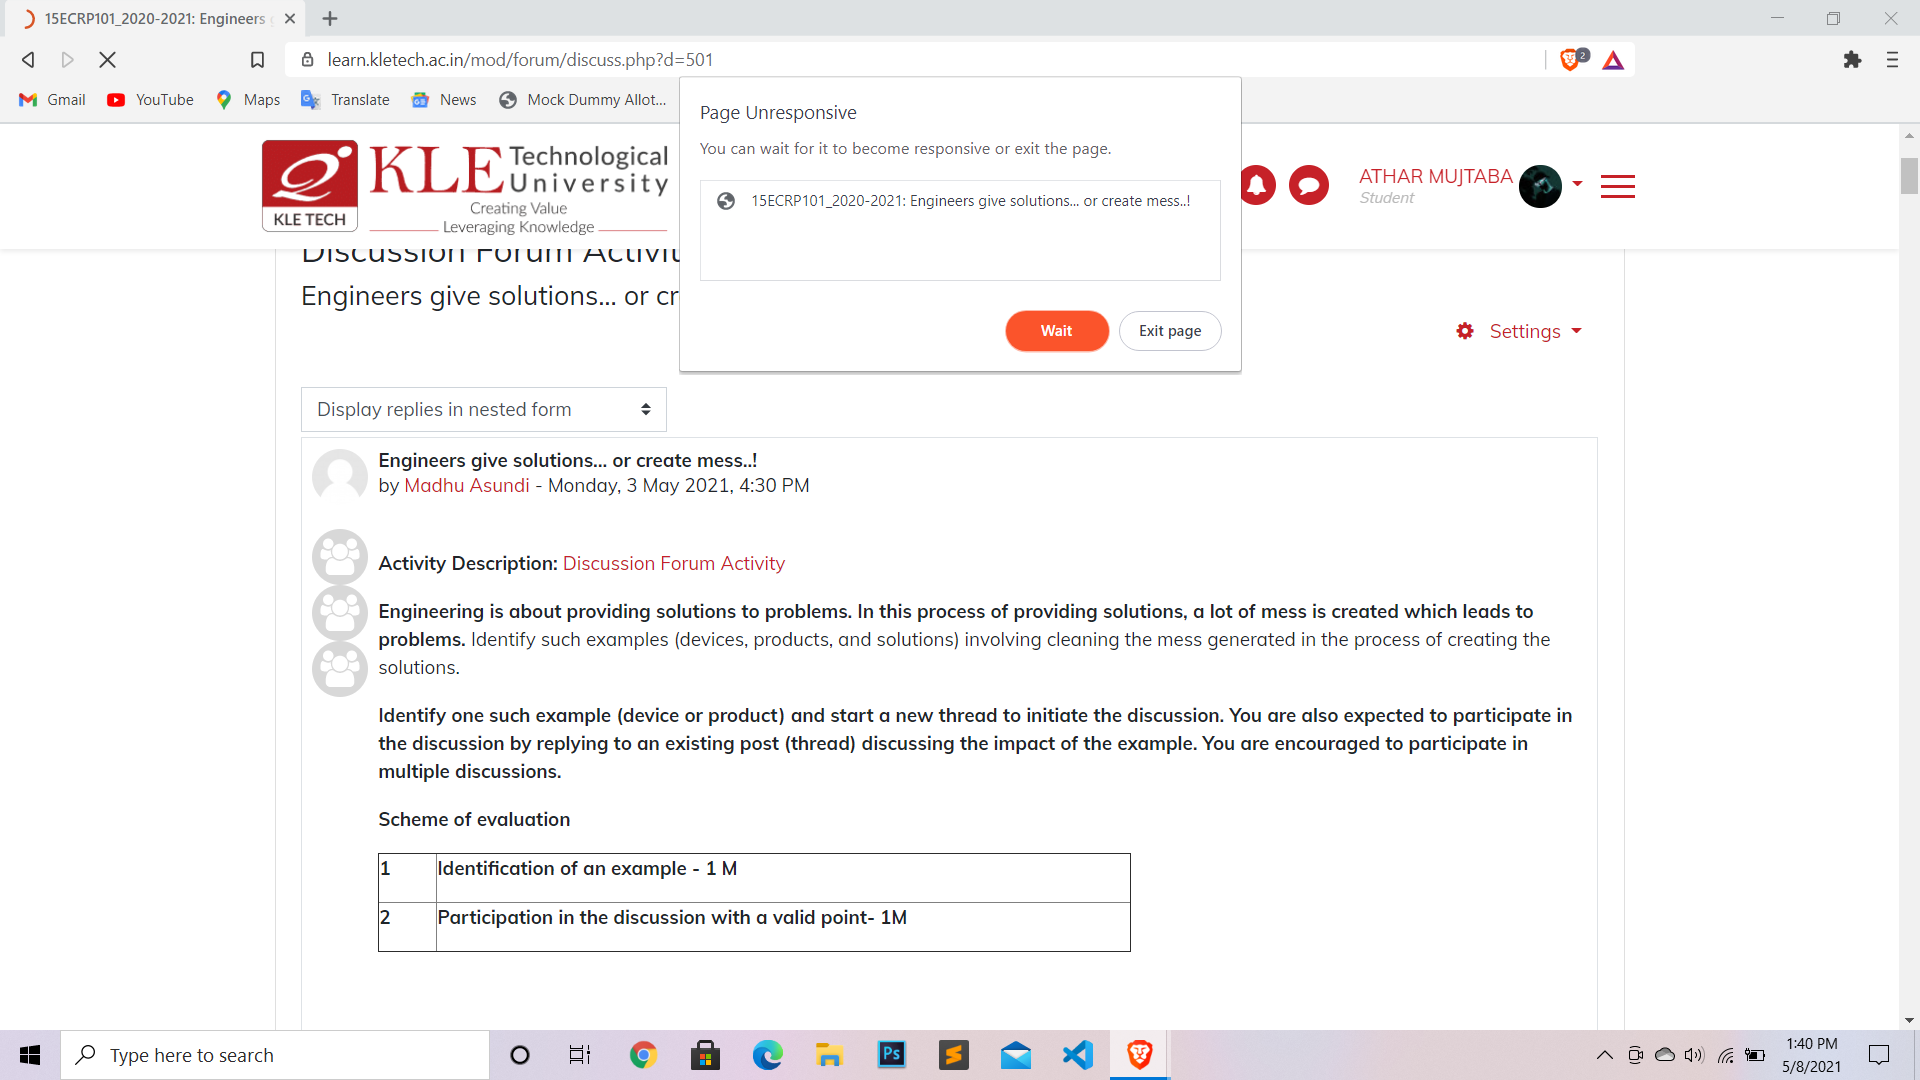 15ECRP101_2020-2021: Engineers g
learn.kletech.ac.in/mod/forum/discuss.php?d=501
2
Gmail YouTube Maps Translate News Mock Dummy Allot...
Page Unresponsive
You can wait for it to become responsive or exit the page.
15ECRP101_2020-2021: Engineers give solutions... or create mess..!
Wait Exit page
KLE TECH
KLE Technological University
Creating Value
Leveraging Knowledge
ATHAR MUJTABA
Student
Discussion Forum Activit
Engineers give solutions... or cr
Settings
Display replies in nested form
Engineers give solutions... or create mess..!
by Madhu Asundi - Monday, 3 May 2021, 4:30 PM
Activity Description: Discussion Forum Activity
Engineering is about providing solutions to problems. In this process of providing solutions, a lot of mess is created which leads to
problems. Identify such examples (devices, products, and solutions) involving cleaning the mess generated in the process of creating the
solutions.
Identify one such example (device or product) and start a new thread to initiate the discussion. You are also expected to participate in
the discussion by replying to an existing post (thread) discussing the impact of the example. You are encouraged to participate in
multiple discussions.
Scheme of evaluation
1 Identification of an example - 1 M
2 Participation in the discussion with a valid point- 1M
Type here to search
Ps
1:40 PM
5/8/2021